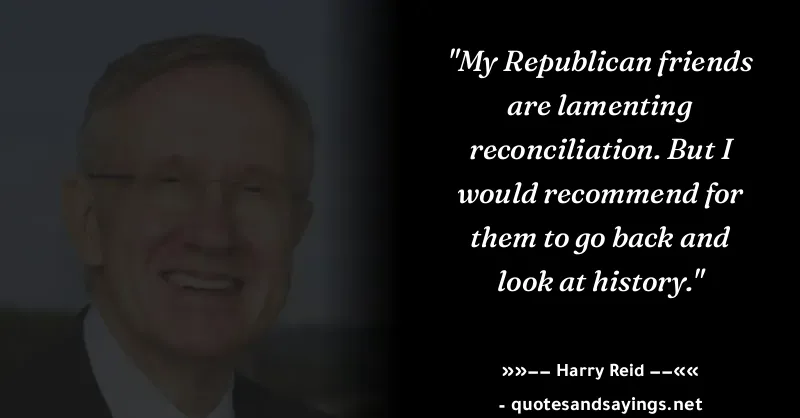 "My Republican friends
are lamenting
reconciliation. But I
would recommend for
them to go back and
look at history."
»»–– Harry Reid ––««
- quotesandsayings.net